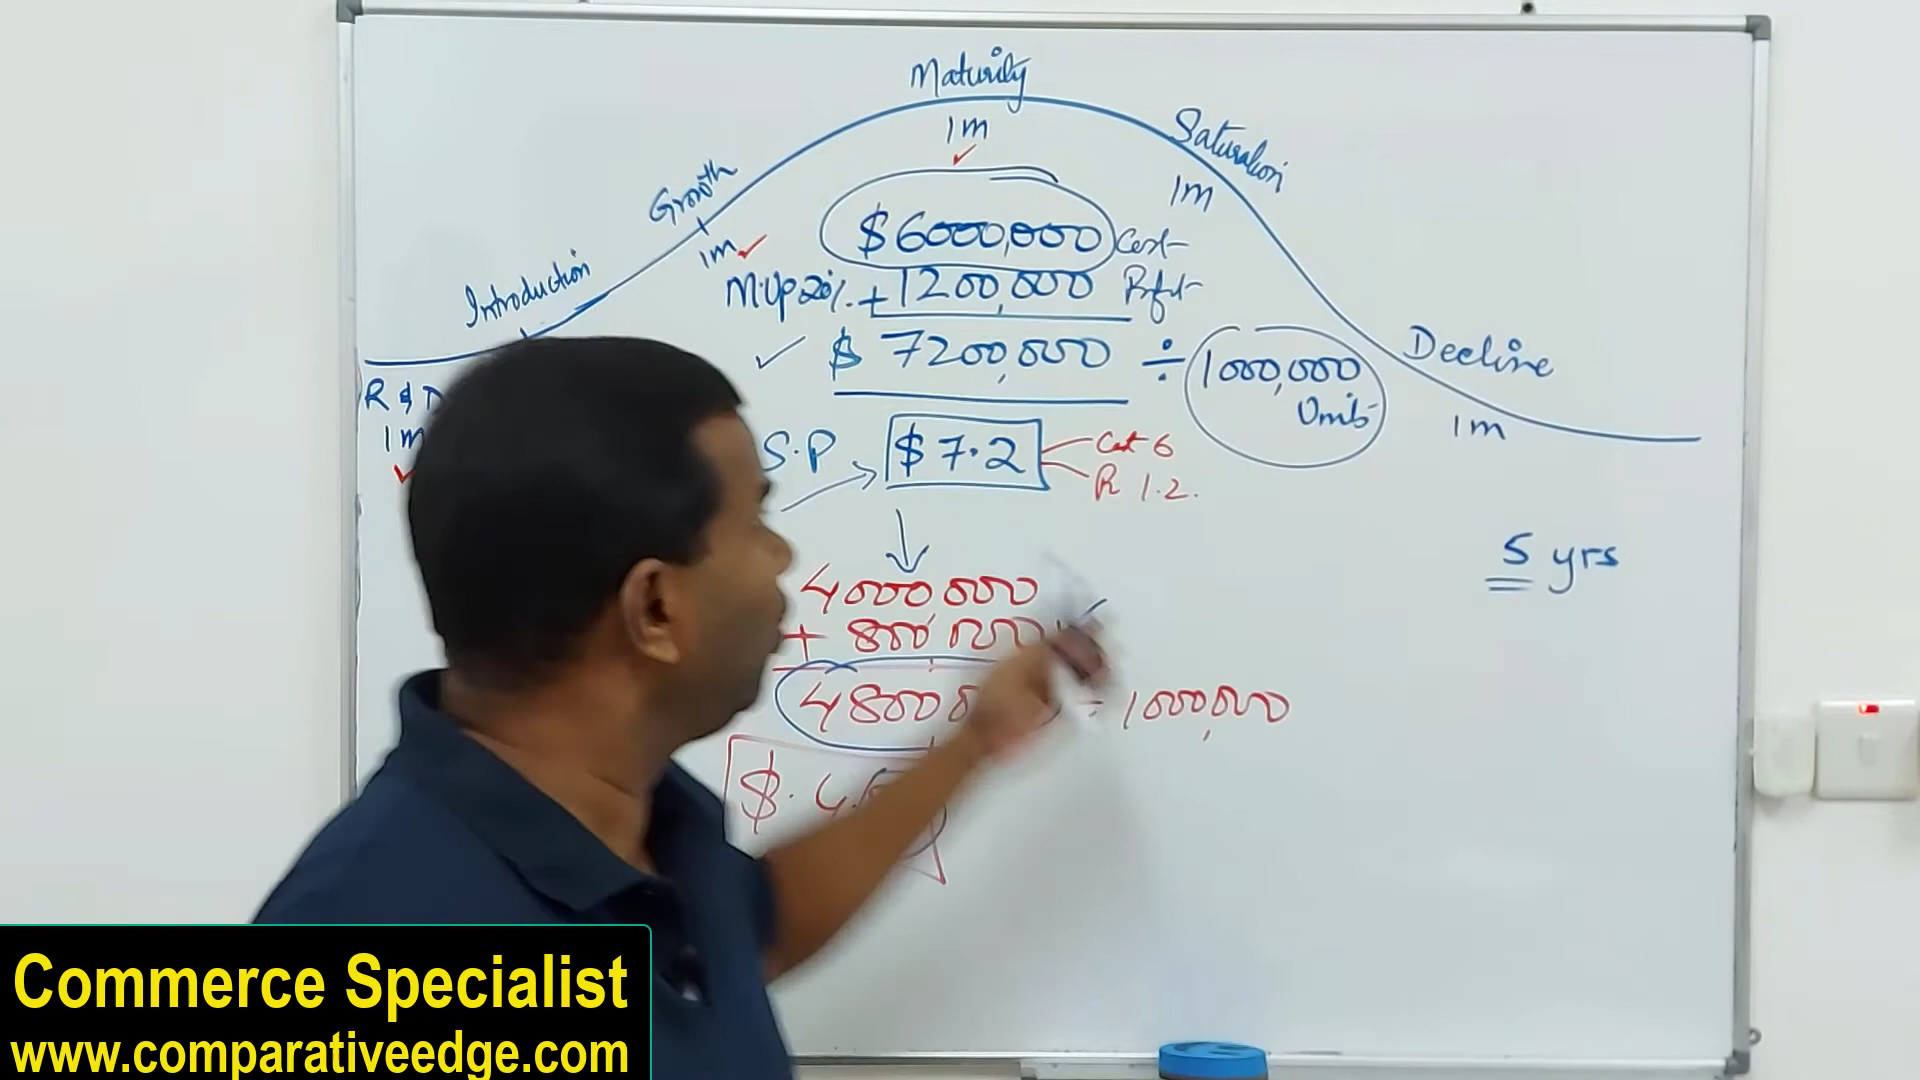 Maturity
1m
Saturation
1m
Growth
1m
$6000,000 Cost
Introduction
M.Up 20% + 1200,000 Profit
$ 7200,000 ÷ 1000,000
Units
Decline
1m
R & D
1m
S.P $7.2
Cost 6
R 1.2.
5 yrs
4000,000
+ 800,000
4800 ÷ 1000,000
$.
Commerce Specialist
www.comparativeedge.com